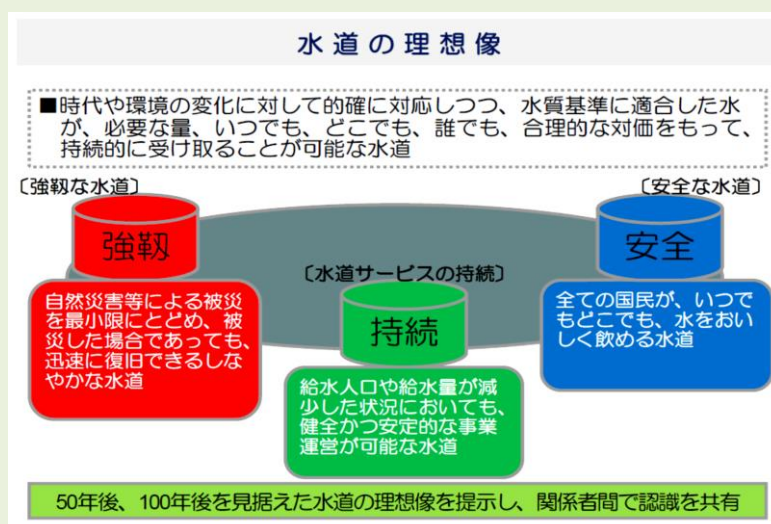 水道の理想像
■時代や環境の変化に対して的確に対応しつつ、水質基準に適合した水
が、必要な量、いつでも、どこでも、誰でも、合理的な対価をもって、
持続的に受け取ることが可能な水道
〔強靱な水道〕
〔安全な水道〕
強靱
安全
〔水道サービスの持続〕
持続
自然災害等による被災
を最小限にとどめ、被
災した場合であっても、
迅速に復旧できるしな
やかな水道
給水人口や給水量が減
少した状況においても、
健全かつ安定的な事業
運営が可能な水道
全ての国民が、いつで
もどこでも、水をおい
しく飲める水道
50年後、100年後を見据えた水道の理想像を提示し、関係者間で認識を共有